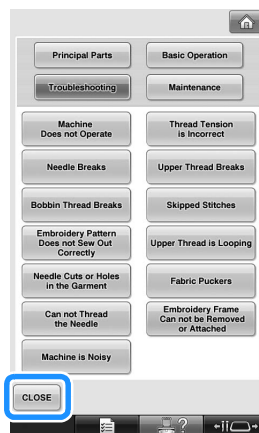 Principal Parts
Basic Operation
Troubleshooting
Maintenance
Machine
Does not Operate
Thread Tension
is Incorrect
Needle Breaks
Upper Thread Breaks
Bobbin Thread Breaks
Skipped Stitches
Embroidery Pattern
Does not Sew Out
Correctly
Upper Thread is Looping
Needle Cuts or Holes
in the Garment
Fabric Puckers
Can not Thread
the Needle
Embroidery Frame
Can not be Removed
or Attached
Machine is Noisy
CLOSE
?